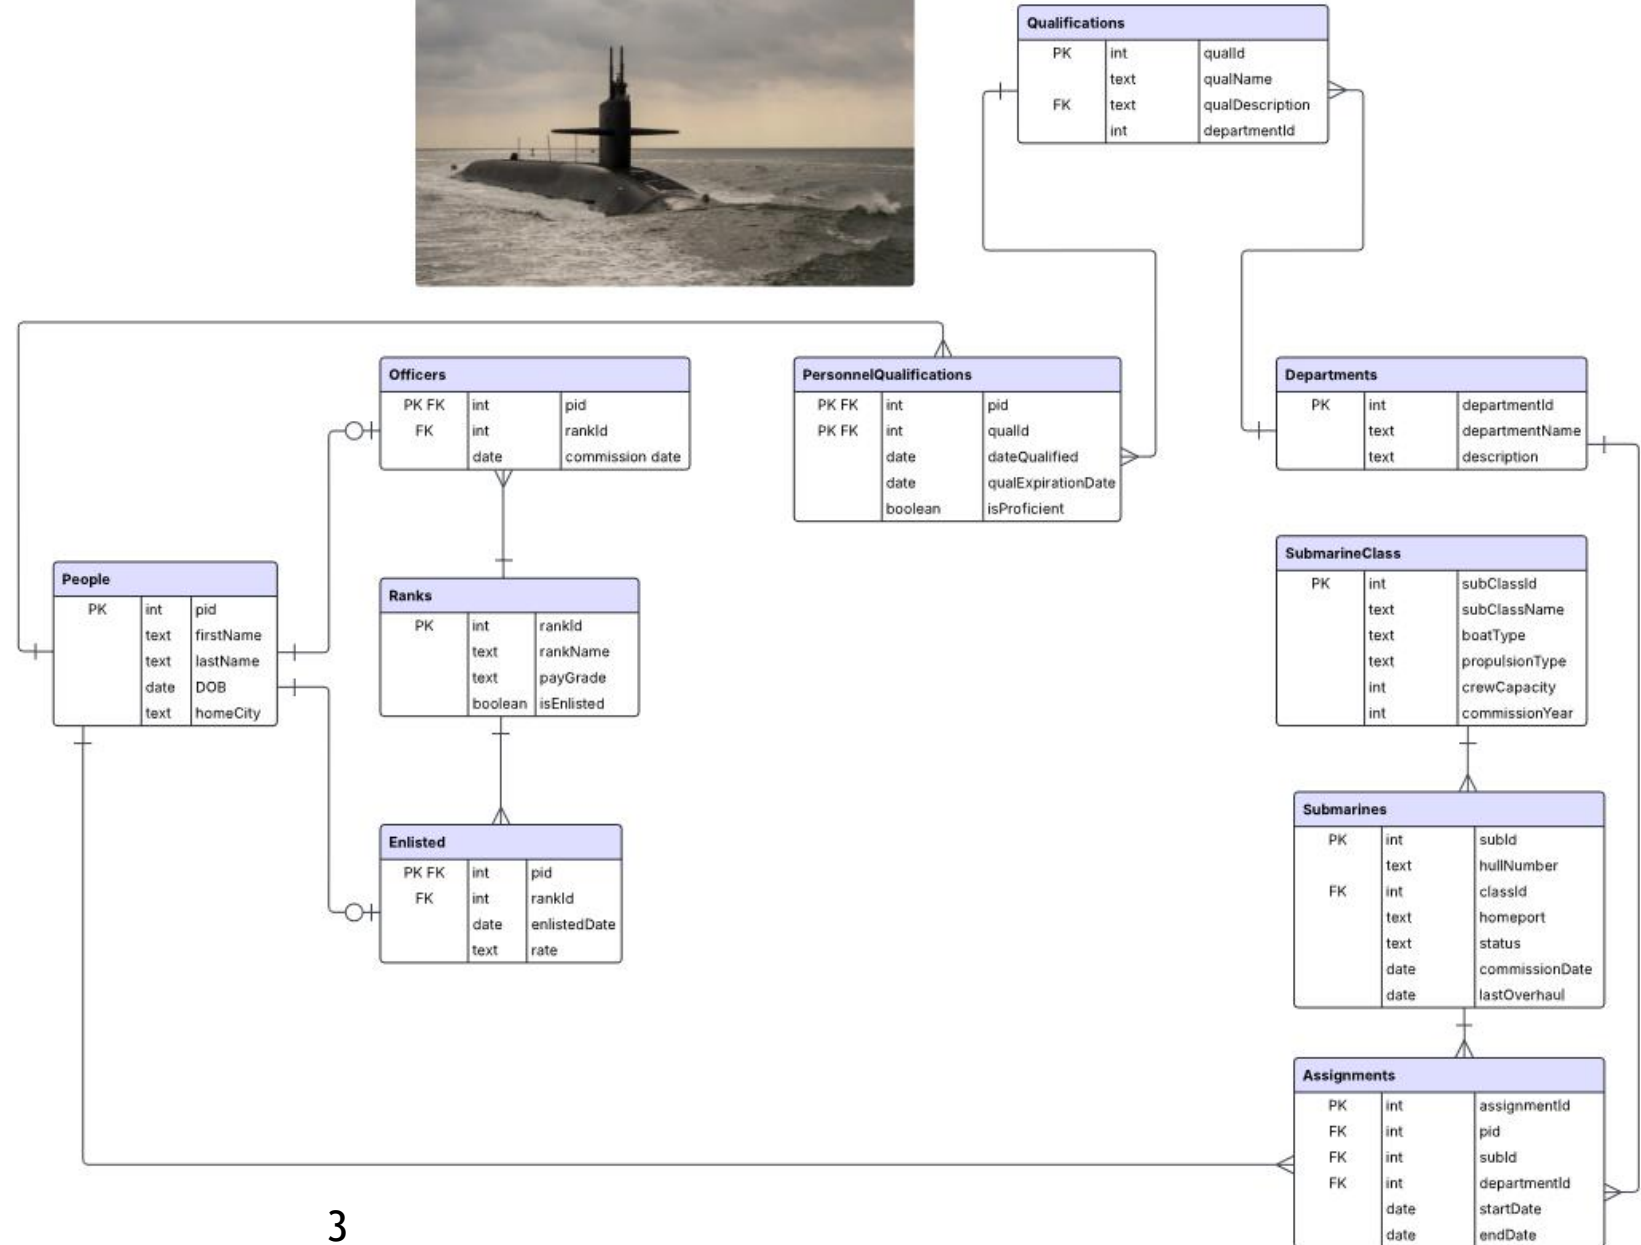 Qualifications
PK int qualId
text qualName
FK text qualDescription
int departmentId
Officers
PK FK int pid
FK int rankId
date commission date
PersonnelQualifications
PK FK int pid
PK FK int qualId
date dateQualified
date qualExpirationDate
boolean isProficient
Departments
PK int departmentId
text departmentName
text description
People
PK int pid
text firstName
text lastName
date DOB
text homeCity
Ranks
PK int rankId
text rankName
text payGrade
boolean isEnlisted
SubmarineClass
PK int subClassId
text subClassName
text boatType
text propulsionType
int crewCapacity
int commissionYear
Enlisted
PK FK int pid
FK int rankId
date enlistedDate
text rate
Submarines
PK int subId
text hullNumber
FK int classId
text homeport
text status
date commissionDate
date lastOverhaul
Assignments
PK int assignmentId
FK int pid
FK int subId
FK int departmentId
date startDate
date endDate
3